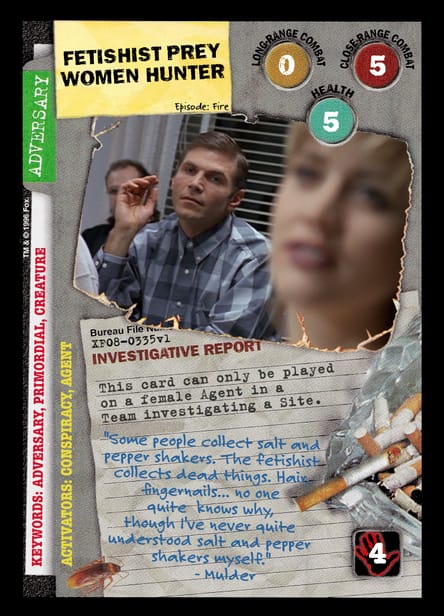 FETISHIST PREY
WOMEN HUNTER
Episode: Fire
LONG-RANGE COMBAT
0
CLOSE-RANGE COMBAT
5
HEALTH
5
ADVERSARY
TM & © 1996 Fox.
KEYWORDS: ADVERSARY, PRIMORDIAL, CREATURE
ACTIVATORS: CONSPIRACY, AGENT
Bureau File
XF08-0335v1
INVESTIGATIVE REPORT
This card can only be played
on a female Agent in a
Team investigating a Site.
"Some people collect salt and
pepper shakers. The fetishist
collects dead things. Hair
fingernails... no one
quite knows why,
though I've never quite
understood salt and pepper
shakers myself."
- Mulder
4